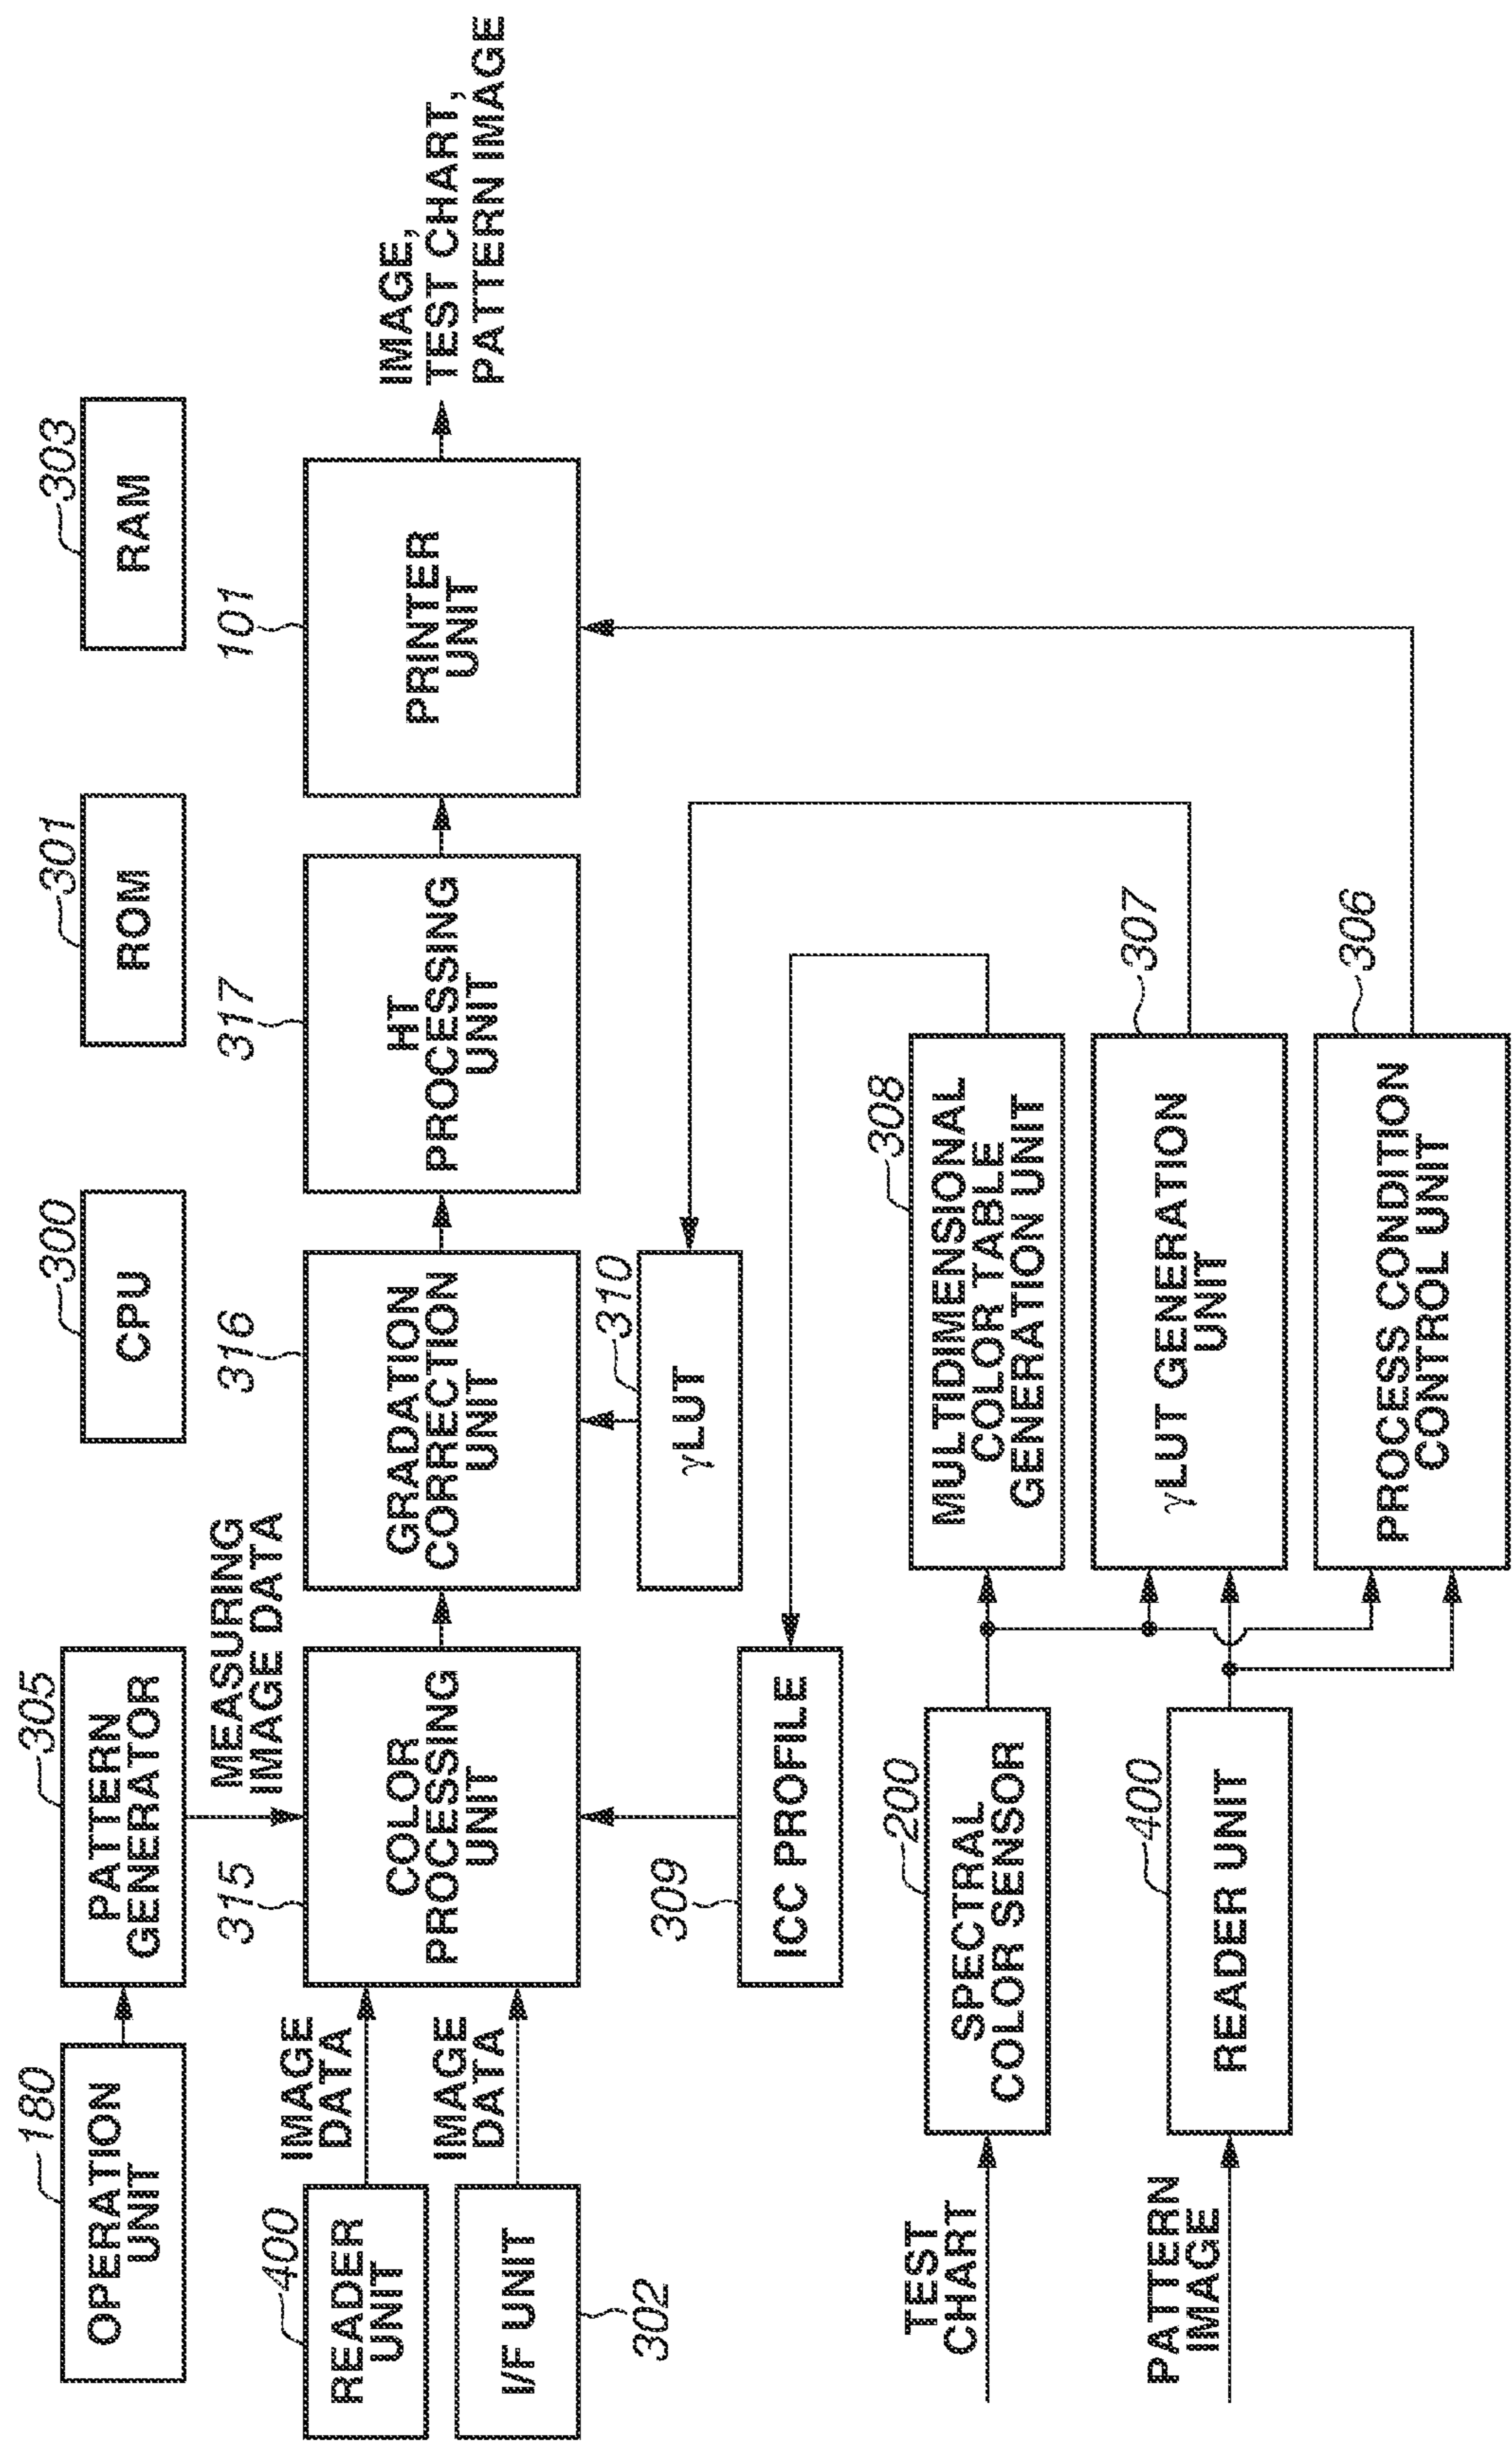 180
OPERATION
UNIT
305
PATTERN
GENERATOR
300
CPU
301
ROM
303
RAM
MEASURING
IMAGE DATA
400
READER
UNIT
IMAGE
DATA
I/F UNIT
302
IMAGE
DATA
315
COLOR
PROCESSING
UNIT
316
GRADATION
CORRECTION
UNIT
317
HT
PROCESSING
UNIT
101
PRINTER
UNIT
IMAGE,
TEST CHART,
PATTERN IMAGE
309
ICC PROFILE
310
γLUT
TEST
CHART
200
SPECTRAL
COLOR SENSOR
308
MULTIDIMENSIONAL
COLOR TABLE
GENERATION UNIT
PATTERN
IMAGE
400
READER UNIT
307
γLUT GENERATION
UNIT
306
PROCESS CONDITION
CONTROL UNIT